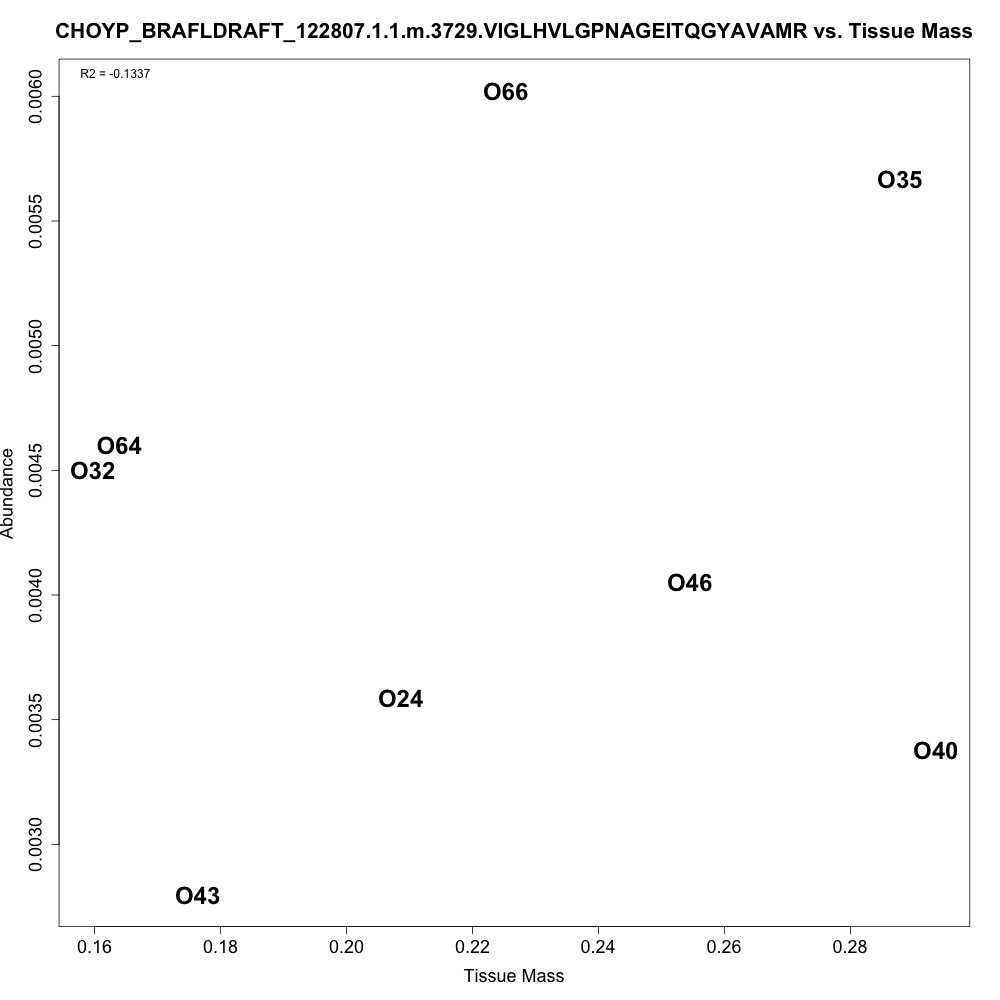 CHOYP_BRAFLDRAFT_122807.1.1.m.3729.VIGLHVLGPNAGEITQGYAVAMR vs. Tissue Mass
R2 = -0.1337
O66
O35
O64
O32
O46
O24
O40
O43
0.0060
0.0055
0.0050
0.0045
0.0040
0.0035
0.0030
Abundance
0.16 0.18 0.20 0.22 0.24 0.26 0.28
Tissue Mass